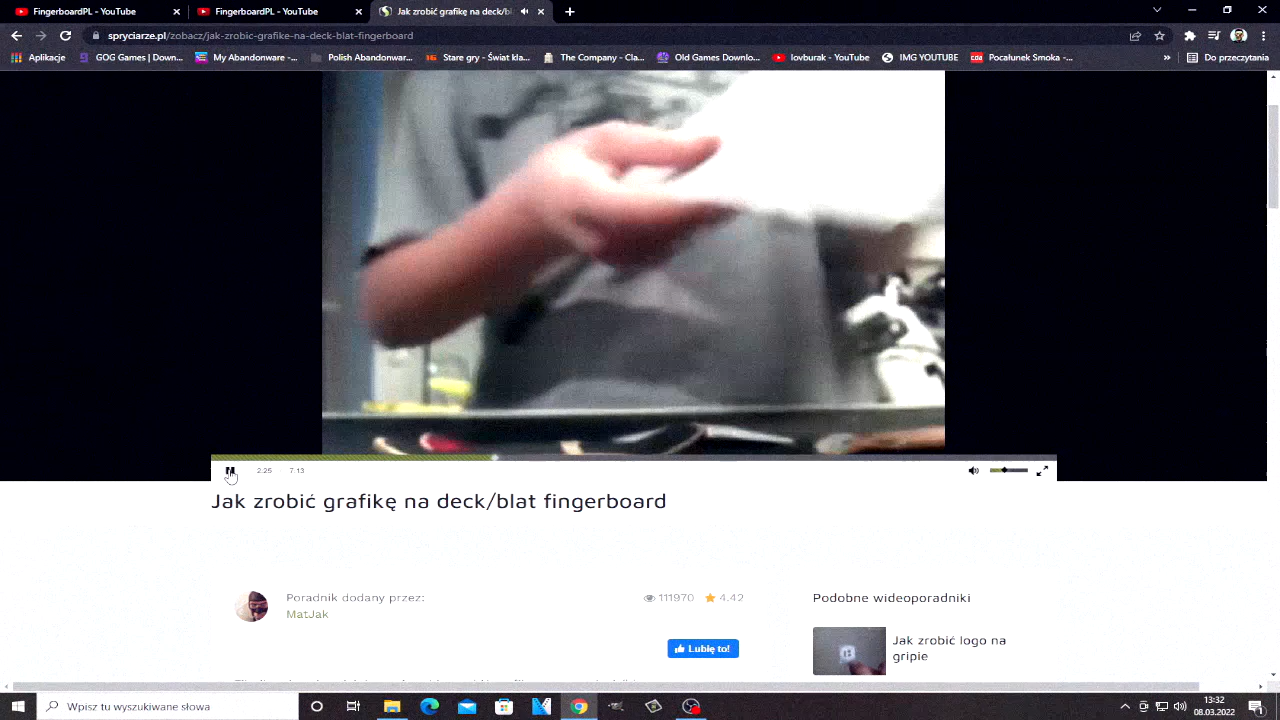 FingerboardPL - YouTube
FingerboardPL - YouTube
Jak zrobić grafikę na deck/bl
spryciarze.pl/zobacz/jak-zrobic-grafike-na-deck-blat-fingerboard
Aplikacje
GOG Games | Down...
My Abandonware -...
Polish Abandonwar...
Stare gry - Świat kla...
The Company - Cla...
Old Games Downlo...
lovburak - YouTube
IMG YOUTUBE
Pocałunek Smoka -...
»
Do przeczytania
2.25
7.13
Jak zrobić grafikę na deck/blat fingerboard
Poradnik dodany przez:
MatJak
111970
4.42
Lubię to!
Podobne wideoporadniki
Jak zrobić logo na
gripie
Wpisz tu wyszukiwane słowa
13:32
08.03.2022